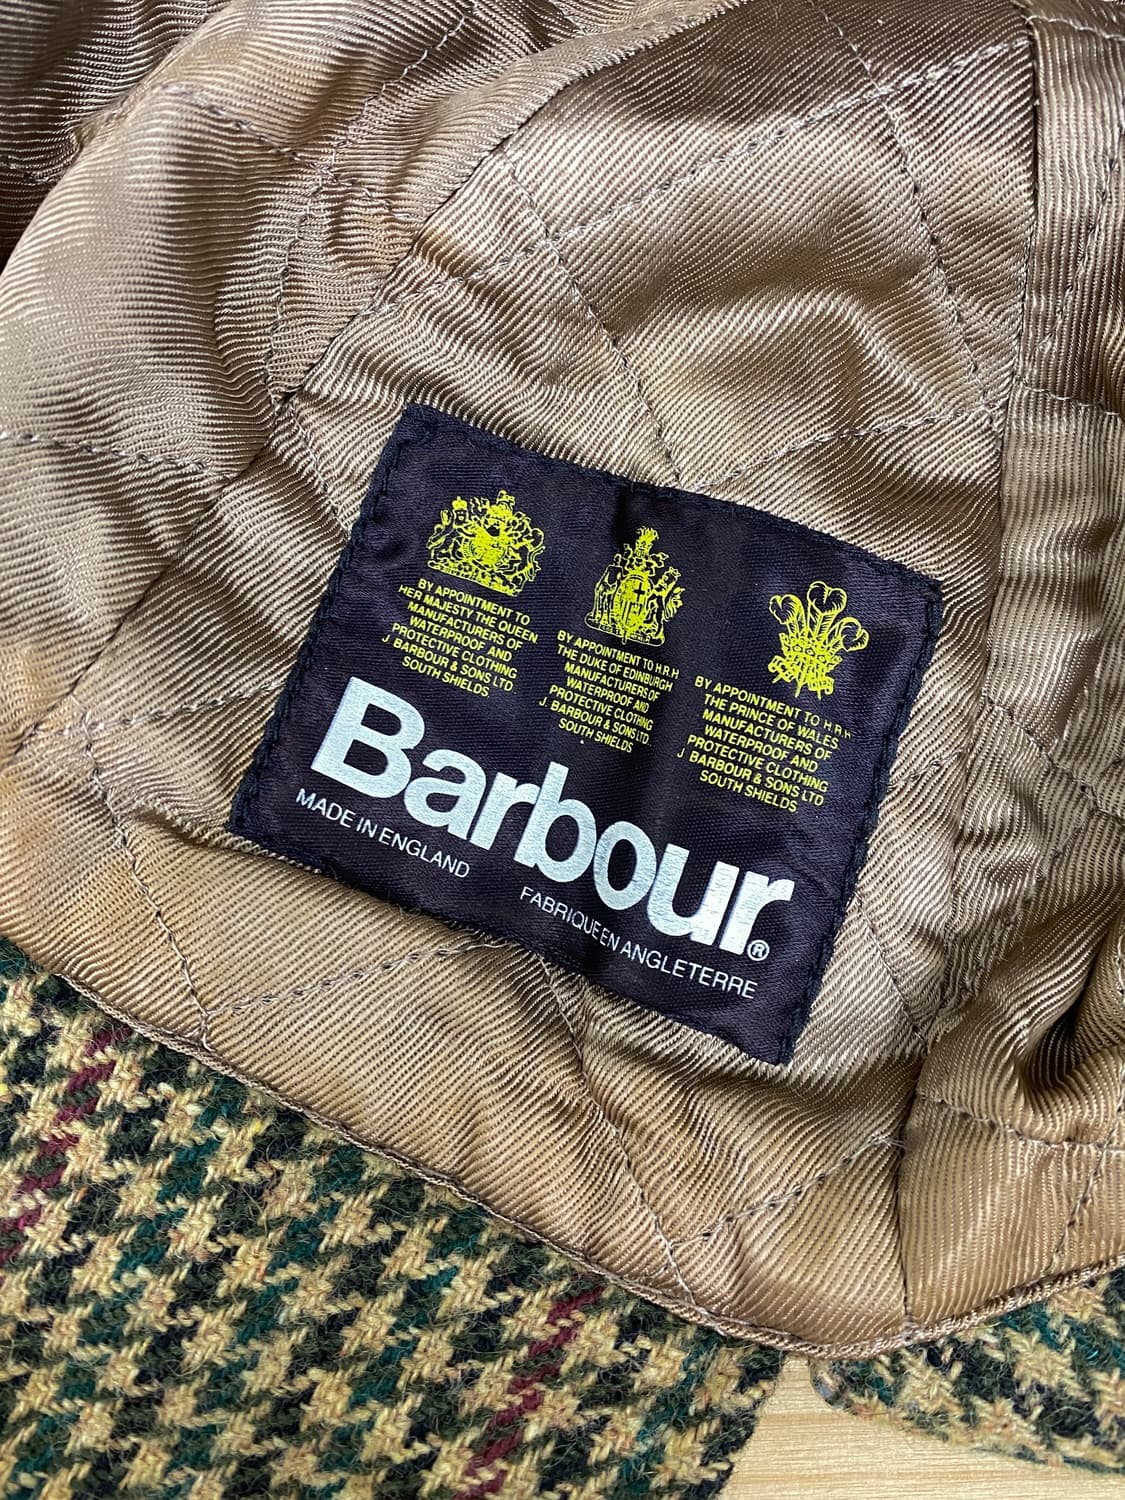 BY APPOINTMENT TO
HER MAJESTY THE QUEEN
MANUFACTURERS OF
WATERPROOF AND
PROTECTIVE CLOTHING
J. BARBOUR & SONS LTD
SOUTH SHIELDS
BY APPOINTMENT TO H.R.H
THE DUKE OF EDINBURGH
MANUFACTURERS OF
WATERPROOF AND
PROTECTIVE CLOTHING
J. BARBOUR & SONS LTD.
SOUTH SHIELDS
BY APPOINTMENT TO H.R.H.
THE PRINCE OF WALES
MANUFACTURERS OF
WATERPROOF AND
PROTECTIVE CLOTHING
J BARBOUR & SONS LTD
SOUTH SHIELDS
Barbour®
MADE IN ENGLAND
FABRIQUE EN ANGLETERRE